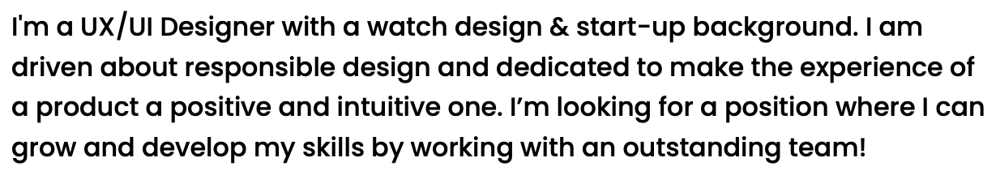 I'm a UX/UI Designer with a watch design & start-up background. I am
driven about responsible design and dedicated to make the experience of
a product a positive and intuitive one. I’m looking for a position where I can
grow and develop my skills by working with an outstanding team!